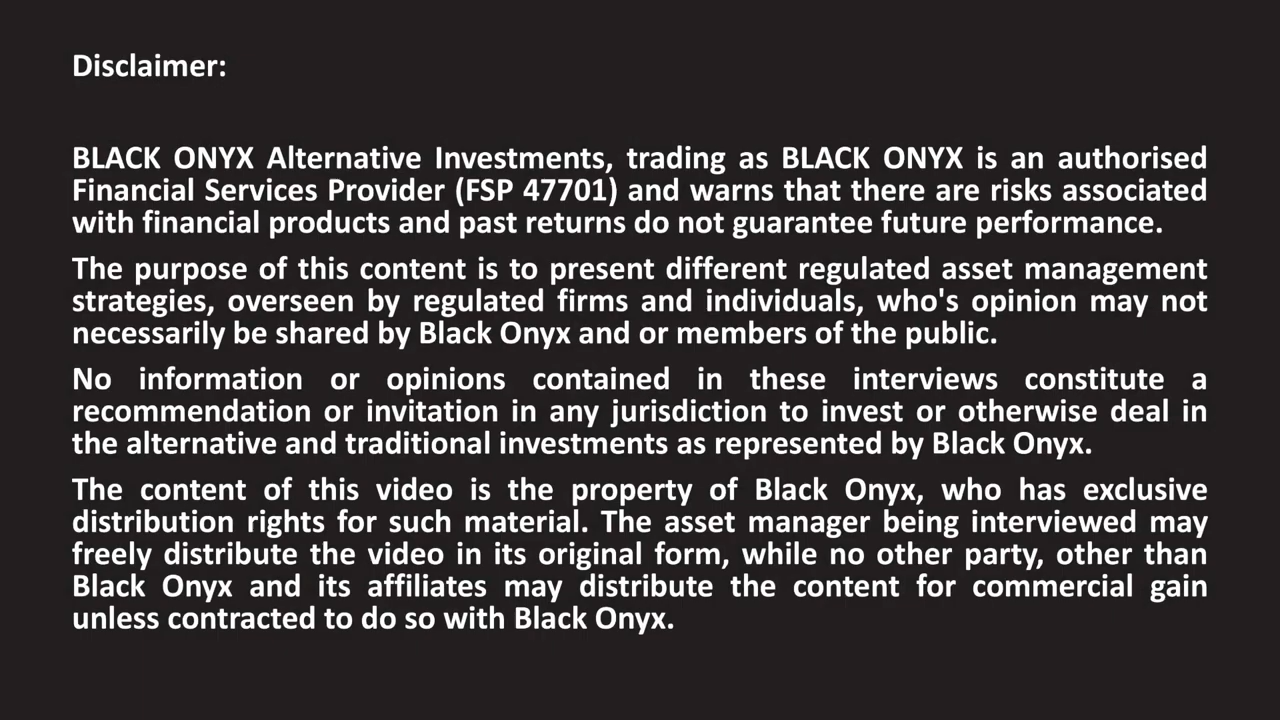 Disclaimer:
BLACK ONYX Alternative Investments, trading as BLACK ONYX is an authorised
Financial Services Provider (FSP 47701) and warns that there are risks associated
with financial products and past returns do not guarantee future performance.
The purpose of this content is to present different regulated asset management
strategies, overseen by regulated firms and individuals, who's opinion may not
necessarily be shared by Black Onyx and or members of the public.
No information or opinions contained in these interviews constitute a
recommendation or invitation in any jurisdiction to invest or otherwise deal in
the alternative and traditional investments as represented by Black Onyx.
The content of this video is the property of Black Onyx, who has exclusive
distribution rights for such material. The asset manager being interviewed may
freely distribute the video in its original form, while no other party, other than
Black Onyx and its affiliates may distribute the content for commercial gain
unless contracted to do so with Black Onyx.